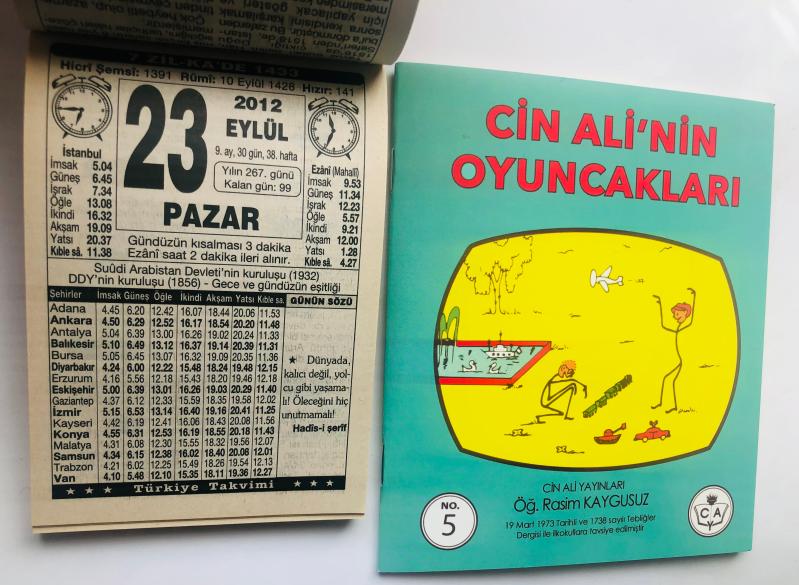 7 ZİL-KA'DE 1433
Hicrî Şemsî: 1391 Rûmî: 10 Eylül 1428 Hızır: 141
23
2012
EYLÜL
9. ay, 30 gün, 38. hafta
Yılın 267. günü
Kalan gün: 99
PAZAR
İstanbul
İmsak 5.04
Güneş 6.45
İşrak 7.34
Öğle 13.08
İkindi 16.32
Akşam 19.09
Yatsı 20.37
Kıble sâ. 11.38
Ezânî (Mahallî)
İmsak 9.53
Güneş 11.34
İşrak 12.23
Öğle 5.57
İkindi 9.21
Akşam 12.00
Yatsı 1.28
Kıble sâ. 4.27
Gündüzün kısalması 3 dakika
Ezânî saat 2 dakika ileri alınır.
Suûdi Arabistan Devleti'nin kuruluşu (1932)
DDY'nin kuruluşu (1856) - Gece ve gündüzün eşitliği
Şehirler İmsak Güneş Öğle İkindi Akşam Yatsı Kıble sa.
Adana 4.45 6.20 12.42 16.07 18.44 20.06 11.53
Ankara 4.50 6.29 12.52 16.17 18.54 20.20 11.48
Antalya 5.04 6.39 13.00 16.26 19.02 20.24 11.33
Balıkesir 5.10 6.49 13.12 16.37 19.14 20.39 11.31
Bursa 5.05 6.45 13.07 16.32 19.09 20.35 11.36
Diyarbakır 4.24 6.00 12.22 15.48 18.24 19.48 12.15
Erzurum 4.16 5.56 12.18 15.43 18.20 19.46 12.18
Eskişehir 5.00 6.39 13.01 16.26 19.03 20.29 11.40
Gaziantep 4.37 6.12 12.33 15.59 18.35 19.58 12.02
İzmir 5.15 6.53 13.14 16.40 19.16 20.41 11.25
Kayseri 4.42 6.19 12.41 16.06 18.43 20.08 11.56
Konya 4.55 6.31 12.53 16.19 18.55 20.18 11.43
Malatya 4.31 6.08 12.30 15.55 18.32 19.56 12.07
Samsun 4.34 6.15 12.38 16.02 18.40 20.08 12.01
Trabzon 4.21 6.02 12.25 15.49 18.26 19.54 12.13
Van 4.10 5.48 12.10 15.35 18.11 19.36 12.27
GÜNÜN SÖZÜ
★ Dünyada,
kalıcı değil, yol-
cu gibi yaşama-
lı! Öleceğini hiç
unutmamalı!
Hadîs-i şerîf
★ ★ ★ Türkiye Takvimi ★ ★ ★
CİN ALİ'NİN
OYUNCAKLARI
CİN ALİ YAYINLARI
Öğ. Rasim KAYGUSUZ
19 Mart 1973 Tarihli ve 1738 sayılı Tebliğler
Dergisi ile ilkokullara tavsiye edilmiştir
NO.
5
C A
Y